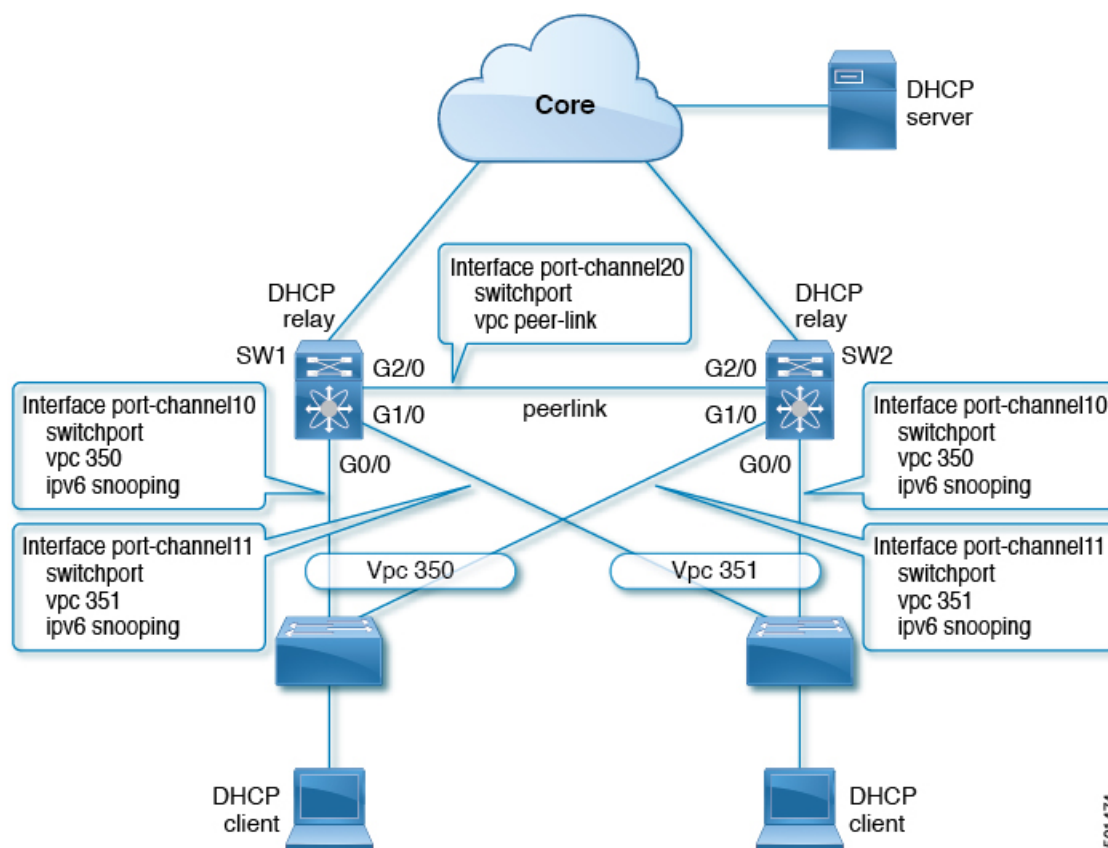 Core
DHCP
server
Interface port-channel20
switchport
vpc peer-link
DHCP
relay
DHCP
relay
SW1
SW2
G2/0
G2/0
peerlink
G1/0
G1/0
G0/0
G0/0
Interface port-channel10
switchport
vpc 350
ipv6 snooping
Interface port-channel10
switchport
vpc 350
ipv6 snooping
Interface port-channel11
switchport
vpc 351
ipv6 snooping
Interface port-channel11
switchport
vpc 351
ipv6 snooping
Vpc 350
Vpc 351
DHCP
client
DHCP
client